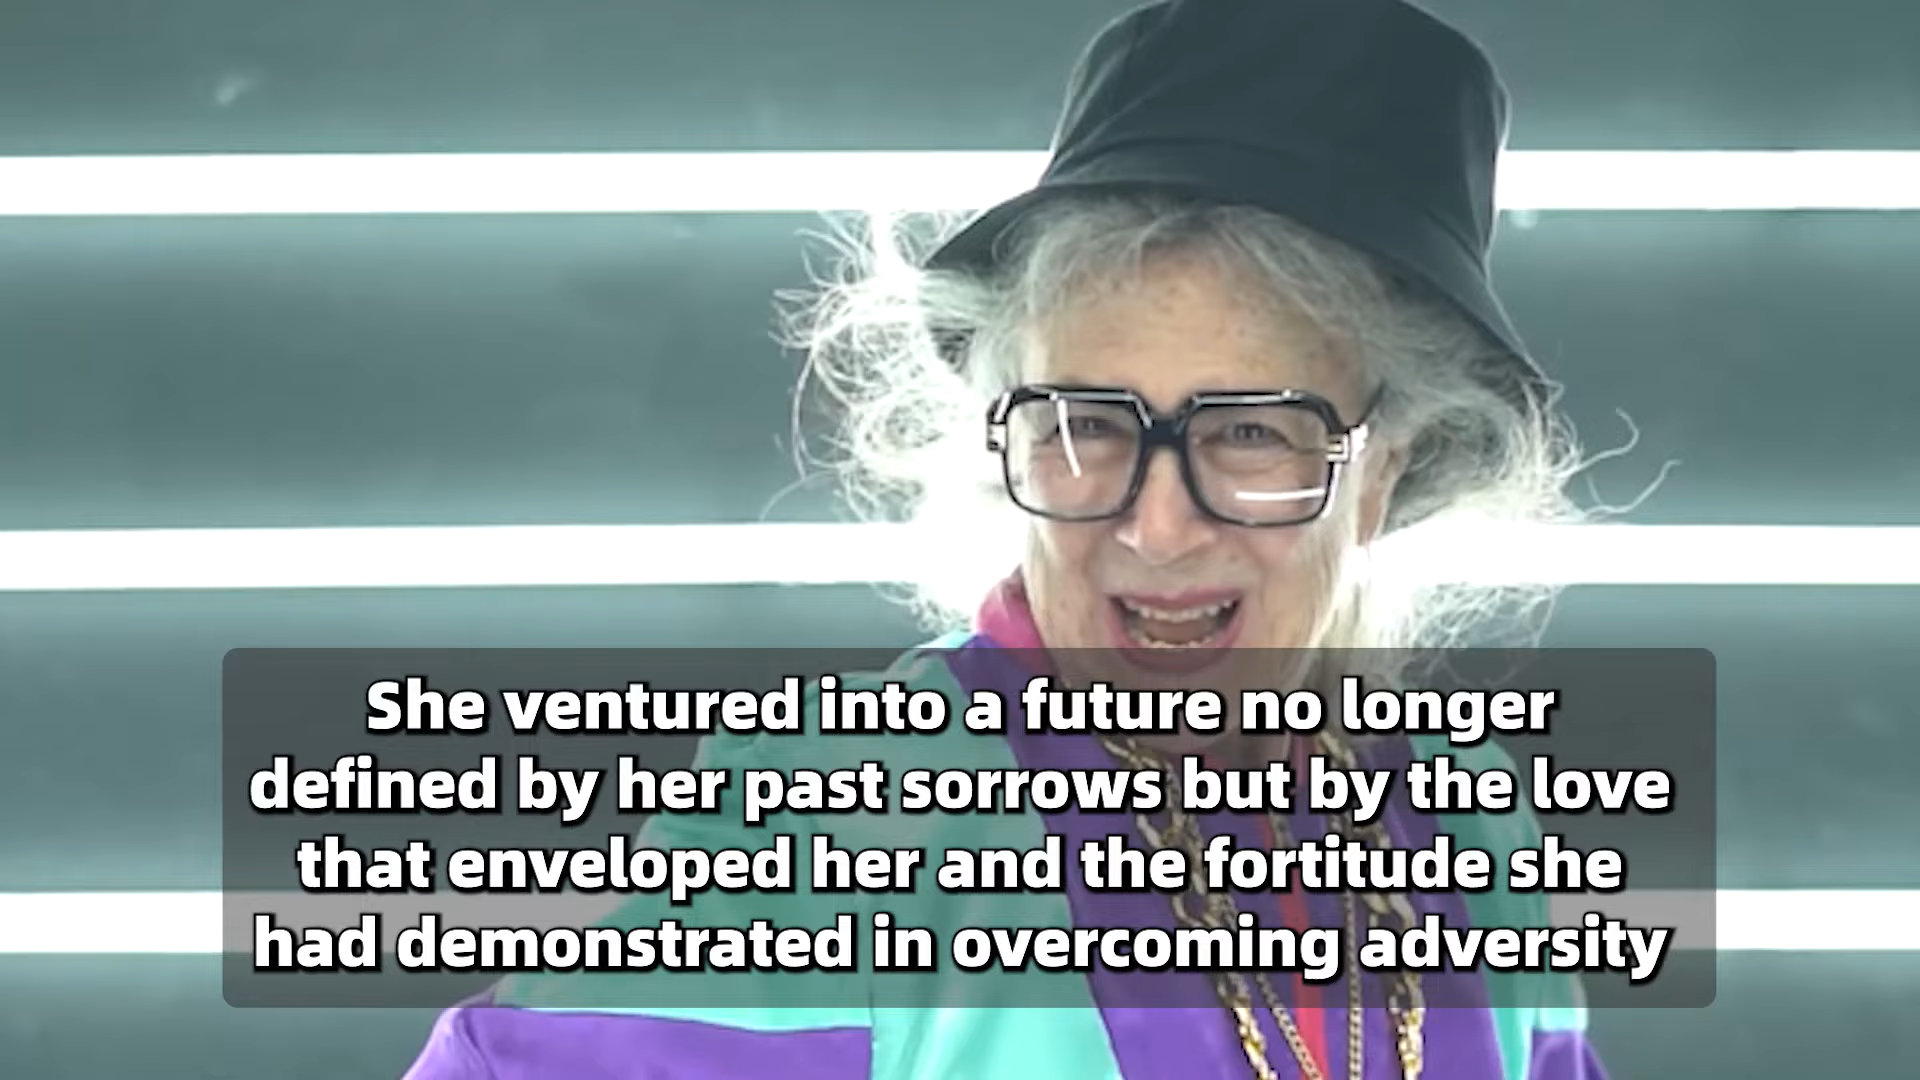 She ventured into a future no longer
defined by her past sorrows but by the love
that enveloped her and the fortitude she
had demonstrated in overcoming adversity